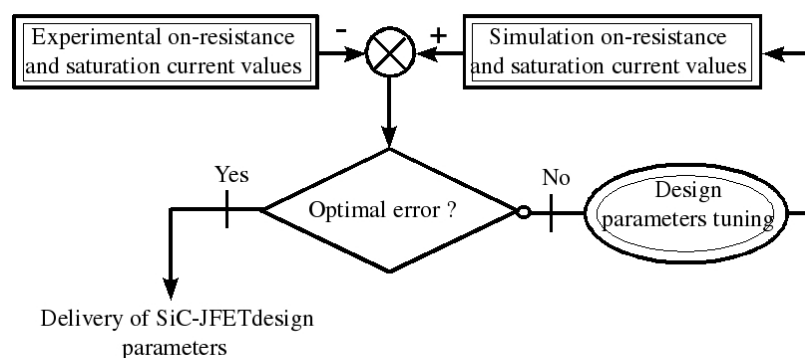 Experimental on-resistance
and saturation current values
-
+
Simulation on-resistance
and saturation current values
Yes
Optimal error ?
No
Design
parameters tuning
Delivery of SiC-JFETdesign
parameters